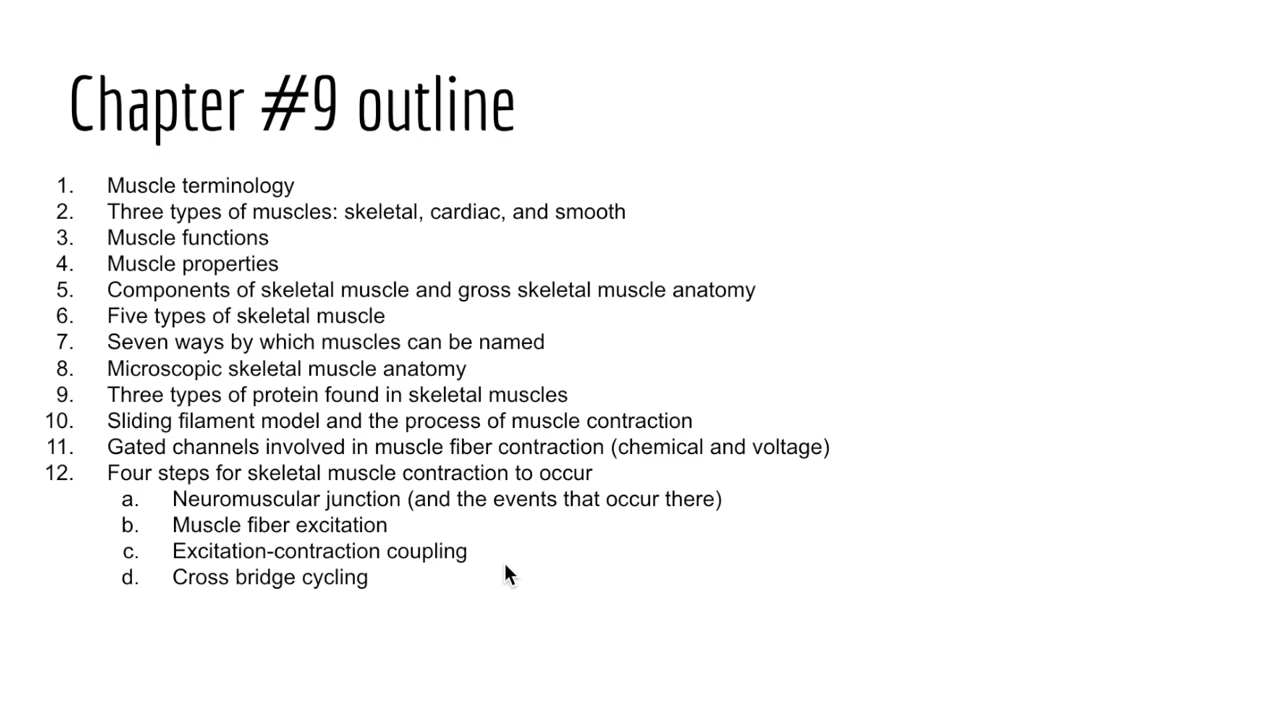 Chapter #9 outline
1. Muscle terminology
2. Three types of muscles: skeletal, cardiac, and smooth
3. Muscle functions
4. Muscle properties
5. Components of skeletal muscle and gross skeletal muscle anatomy
6. Five types of skeletal muscle
7. Seven ways by which muscles can be named
8. Microscopic skeletal muscle anatomy
9. Three types of protein found in skeletal muscles
10. Sliding filament model and the process of muscle contraction
11. Gated channels involved in muscle fiber contraction (chemical and voltage)
12. Four steps for skeletal muscle contraction to occur
a. Neuromuscular junction (and the events that occur there)
b. Muscle fiber excitation
c. Excitation-contraction coupling
d. Cross bridge cycling